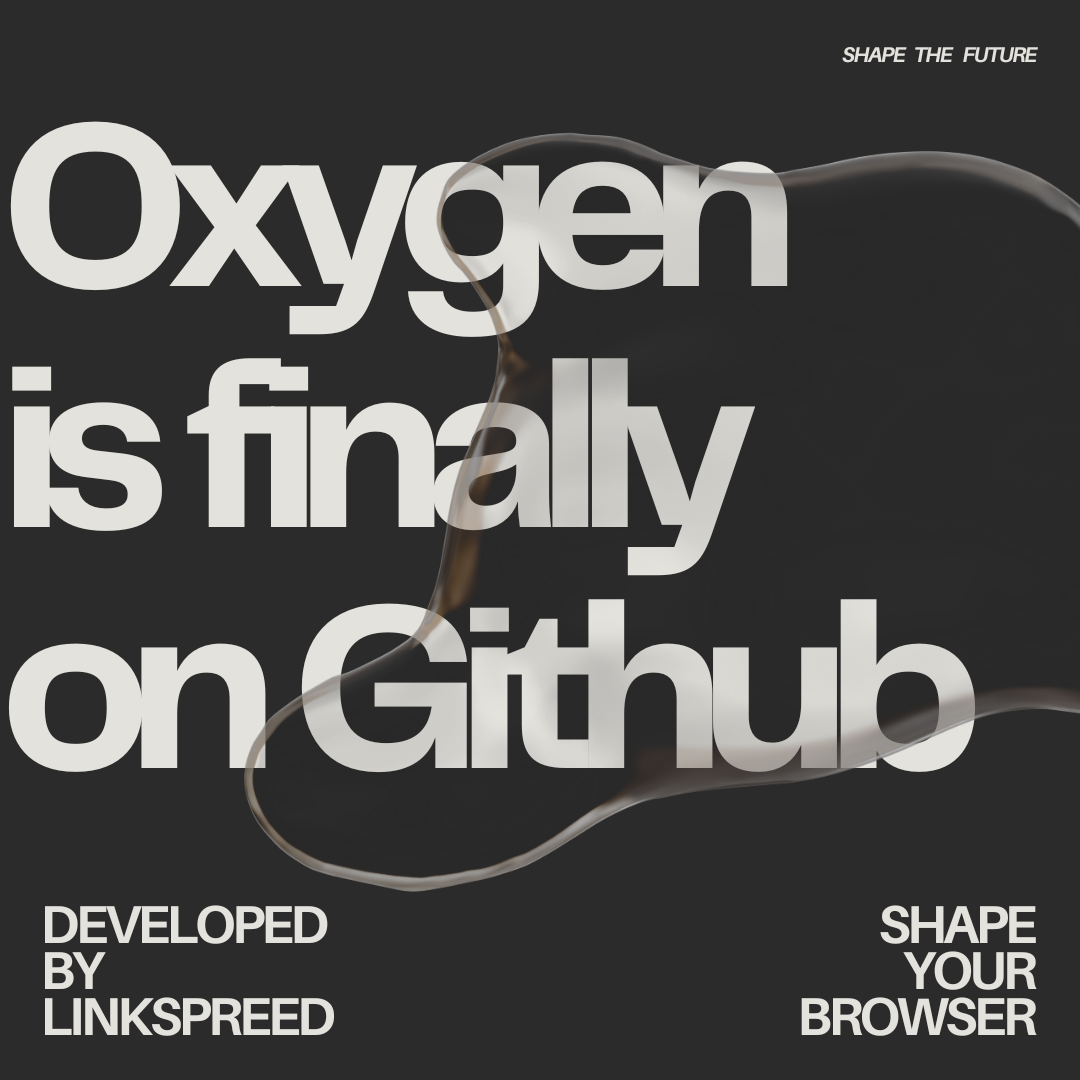 SHAPE THE FUTURE
Oxygen
is finally
on Github
DEVELOPED
BY
LINKSPREED
SHAPE
YOUR
BROWSER